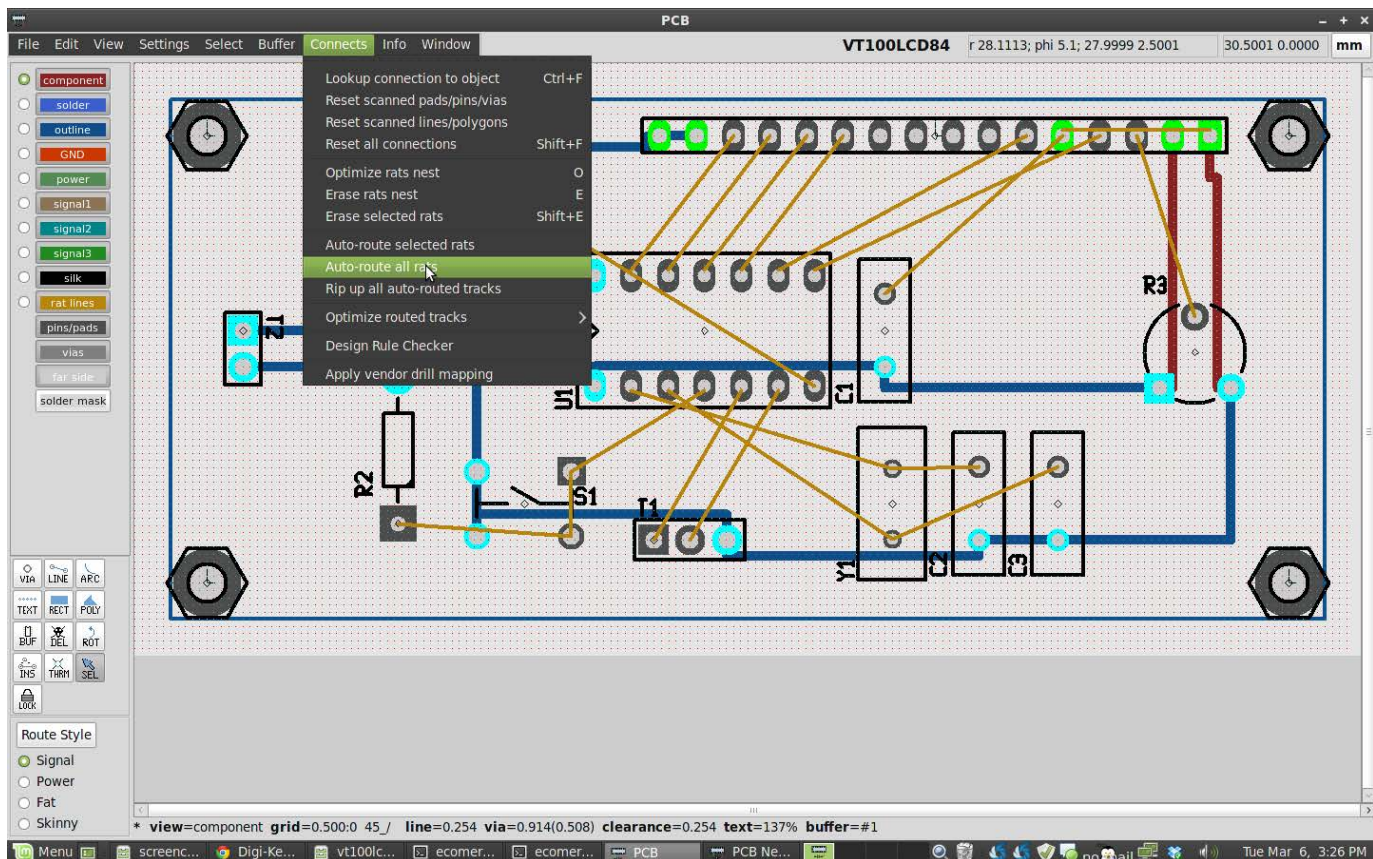 PCB
File Edit View Settings Select Buffer Connects Info Window VT100LCD84 r 28.1113; phi 5.1; 27.9999 2.5001 30.5001 0.0000 mm
component
solder
outline
GND
power
signal1
signal2
signal3
silk
rat lines
pins/pads
vias
far side
solder mask
Lookup connection to object Ctrl+F
Reset scanned pads/pins/vias
Reset scanned lines/polygons
Reset all connections Shift+F
Optimize rats nest O
Erase rats nest E
Erase selected rats Shift+E
Auto-route selected rats
Auto-route all rats
Rip up all auto-routed tracks
Optimize routed tracks
Design Rule Checker
Apply vendor drill mapping
R3
U1
C1
R2
S1
T1
Y1
C2
C3
VIA LINE ARC
TEXT RECT POLY
BUF DEL ROT
INS THRM SEL
LOCK
Route Style
Signal
Power
Fat
Skinny
* view=component grid=0.500:0 45_/ line=0.254 via=0.914(0.508) clearance=0.254 text=137% buffer=#1
Menu screenc... Digi-Ke... vt100lc... ecomer... ecomer... PCB PCB Ne... Tue Mar 6, 3:26 PM